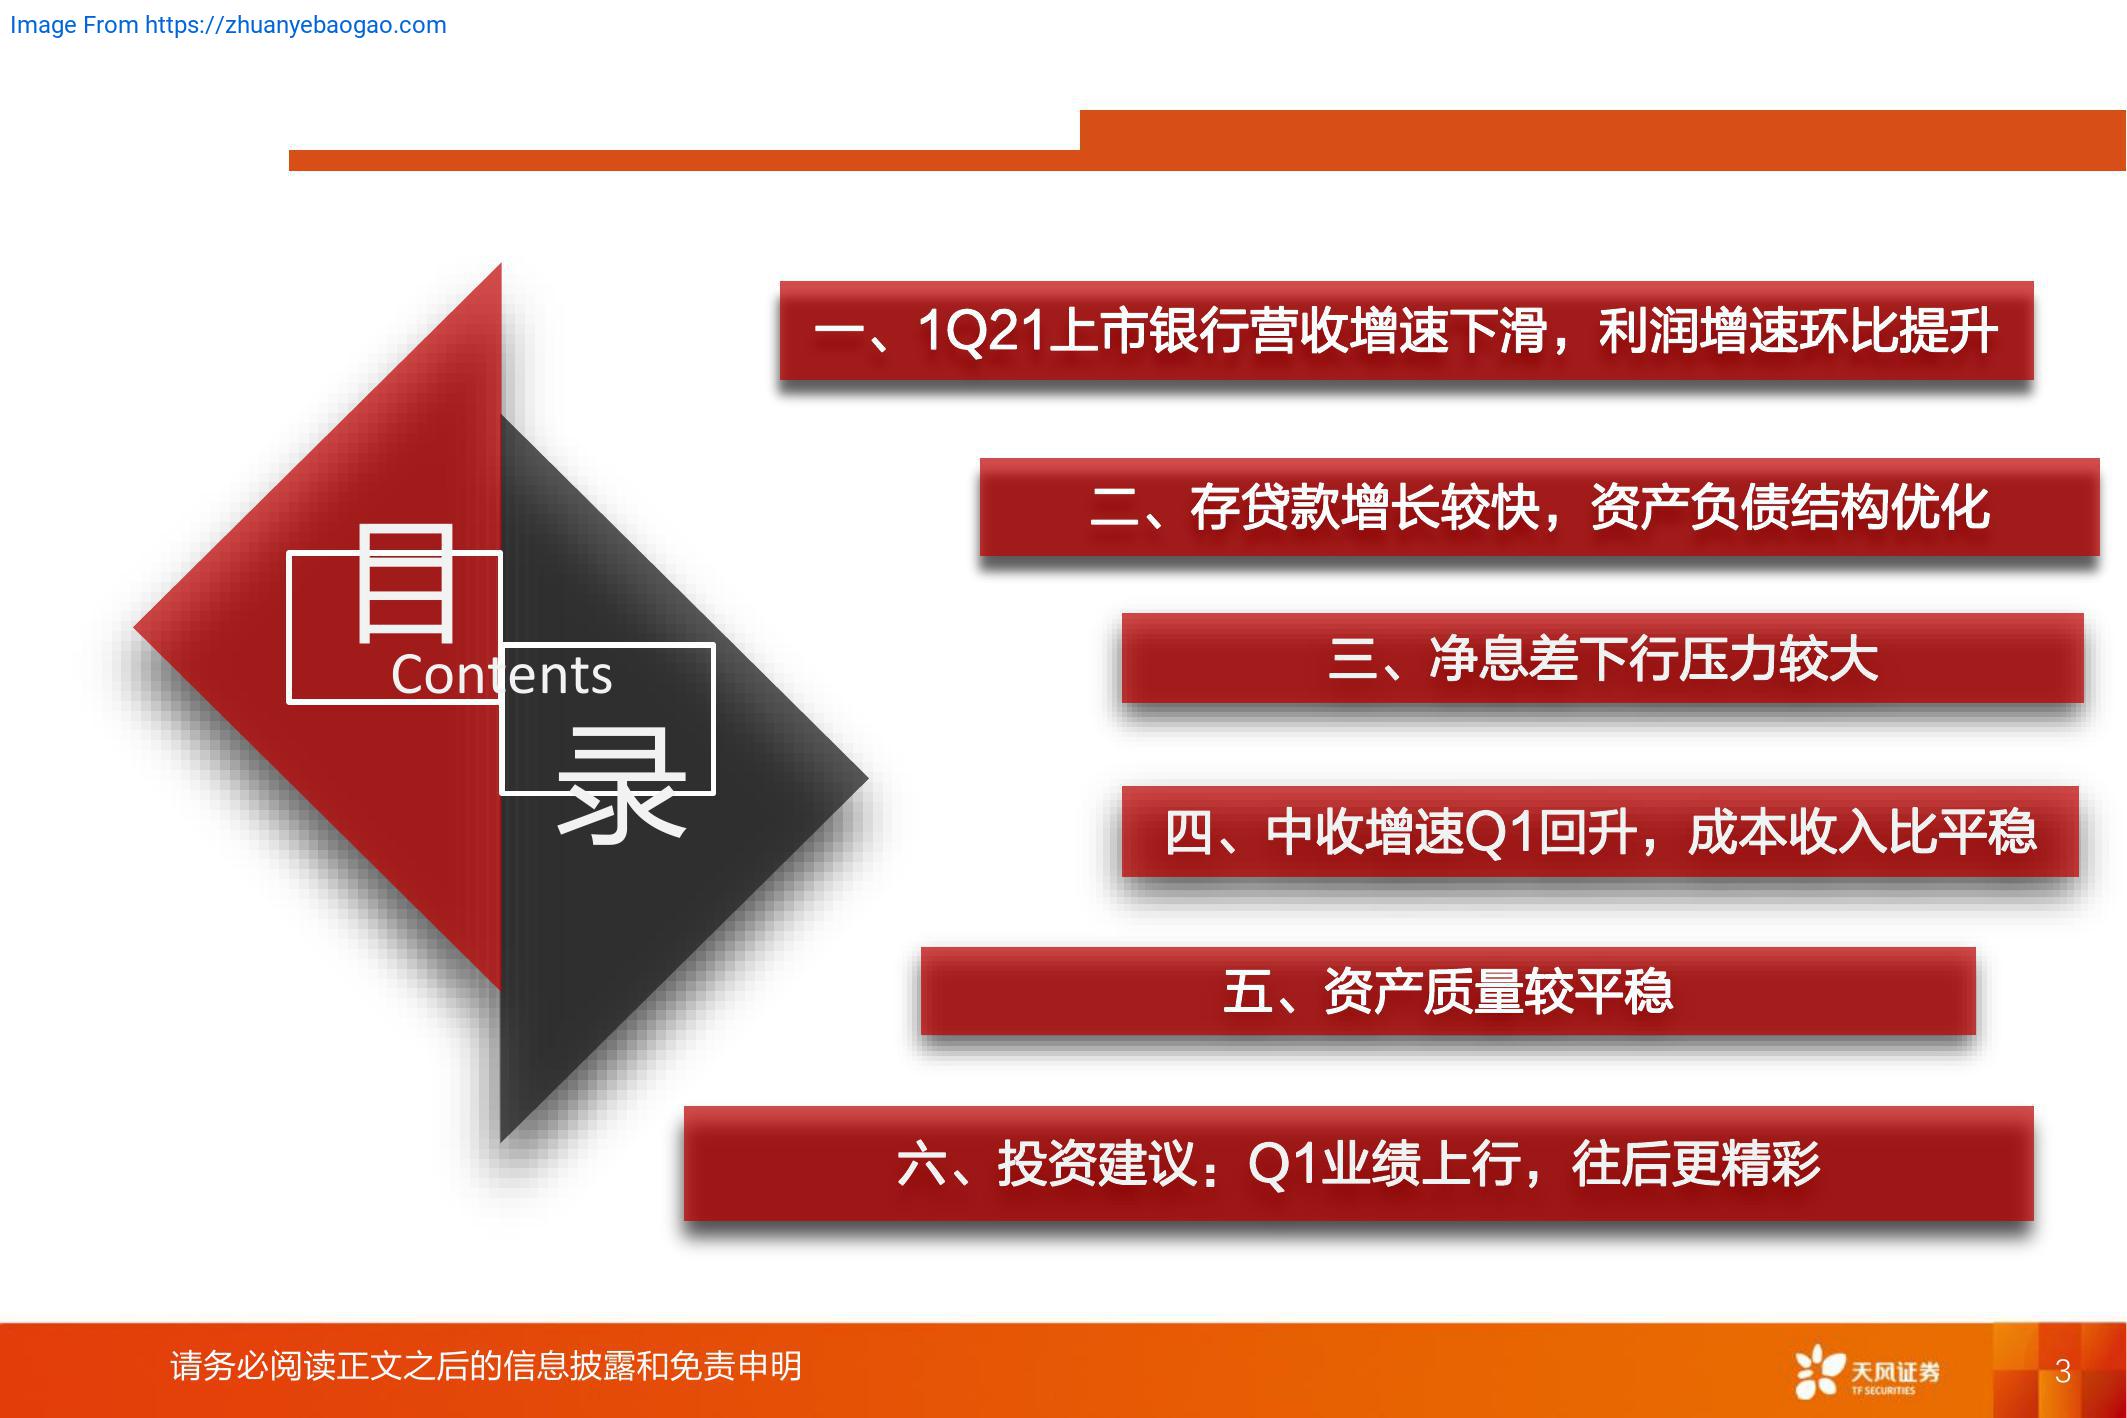 Image From https://zhuanyebaogao.com
目
Contents
录
一、1Q21上市银行营收增速下滑，利润增速环比提升
二、存贷款增长较快，资产负债结构优化
三、净息差下行压力较大
四、中收增速Q1回升，成本收入比平稳
五、资产质量较平稳
六、投资建议：Q1业绩上行，往后更精彩
请务必阅读正文之后的信息披露和免责申明
天风证券
TF SECURITIES
3